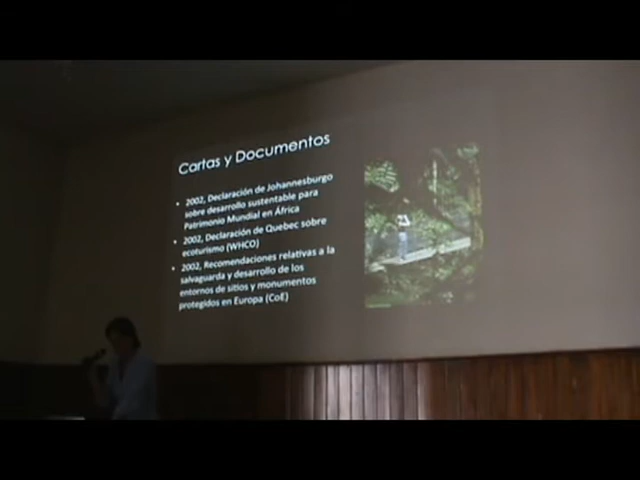 Cartas y Documentos
• 2002, Declaración de Johannesburgo
sobre desarrollo sustentable para
Patrimonio Mundial en África
• 2002, Declaración de Quebec sobre
ecoturismo (WHCO)
• 2002, Recomendaciones relativas a la
salvaguarda y desarrollo de los
entornos de sitios y monumentos
protegidos en Europa (CoE)